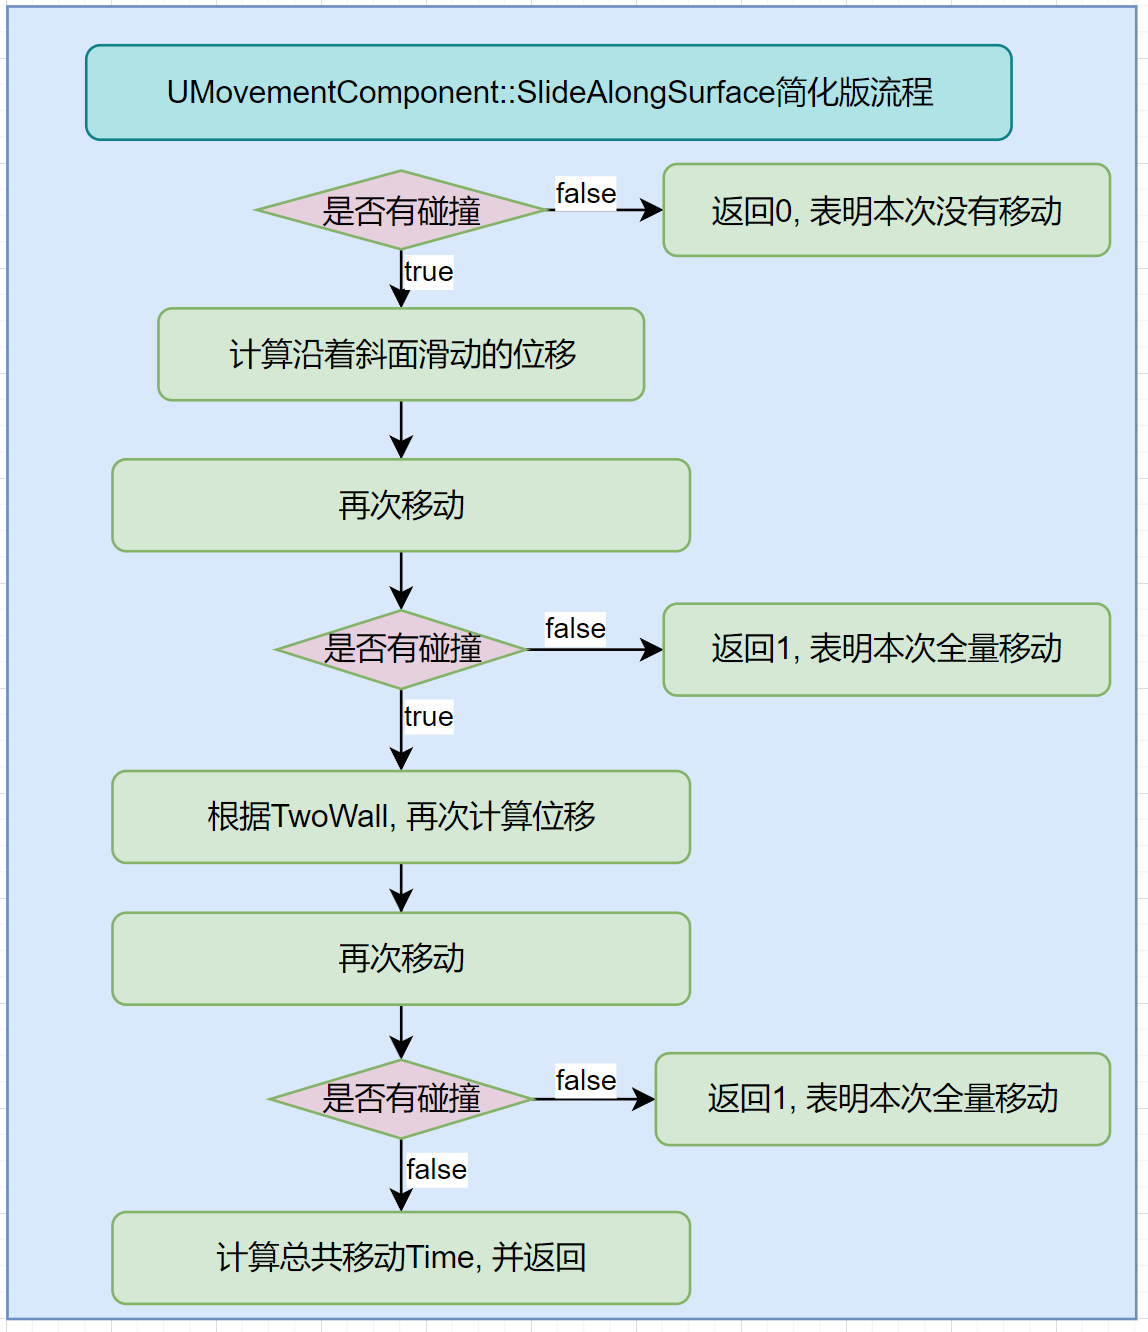 UMovementComponent::SlideAlongSurface简化版流程
是否有碰撞
false
返回0, 表明本次没有移动
true
计算沿着斜面滑动的位移
再次移动
是否有碰撞
false
返回1, 表明本次全量移动
true
根据TwoWall, 再次计算位移
再次移动
是否有碰撞
false
返回1, 表明本次全量移动
false
计算总共移动Time, 并返回